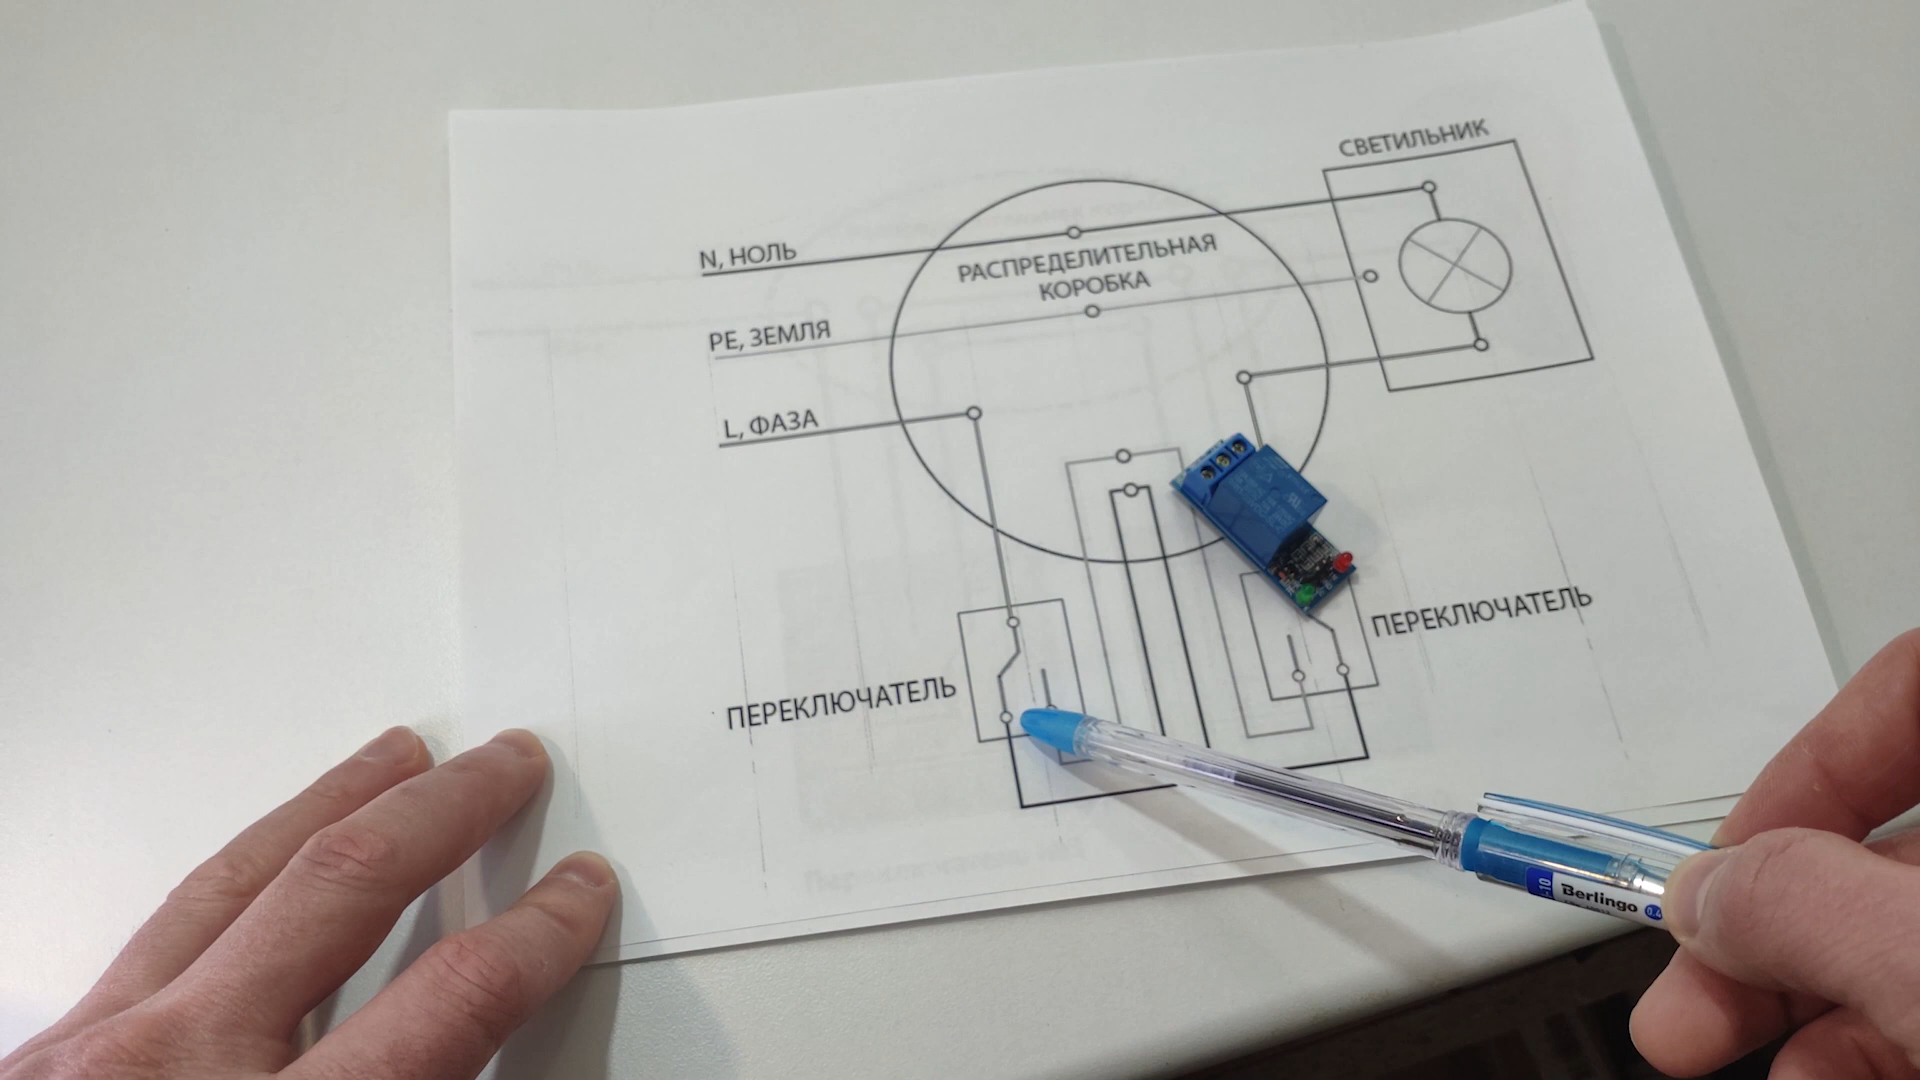 СВЕТИЛЬНИК
N, НОЛЬ
РАСПРЕДЕЛИТЕЛЬНАЯ
КОРОБКА
PE, ЗЕМЛЯ
L, ФАЗА
ПЕРЕКЛЮЧАТЕЛЬ
ПЕРЕКЛЮЧАТЕЛЬ
Berlingo